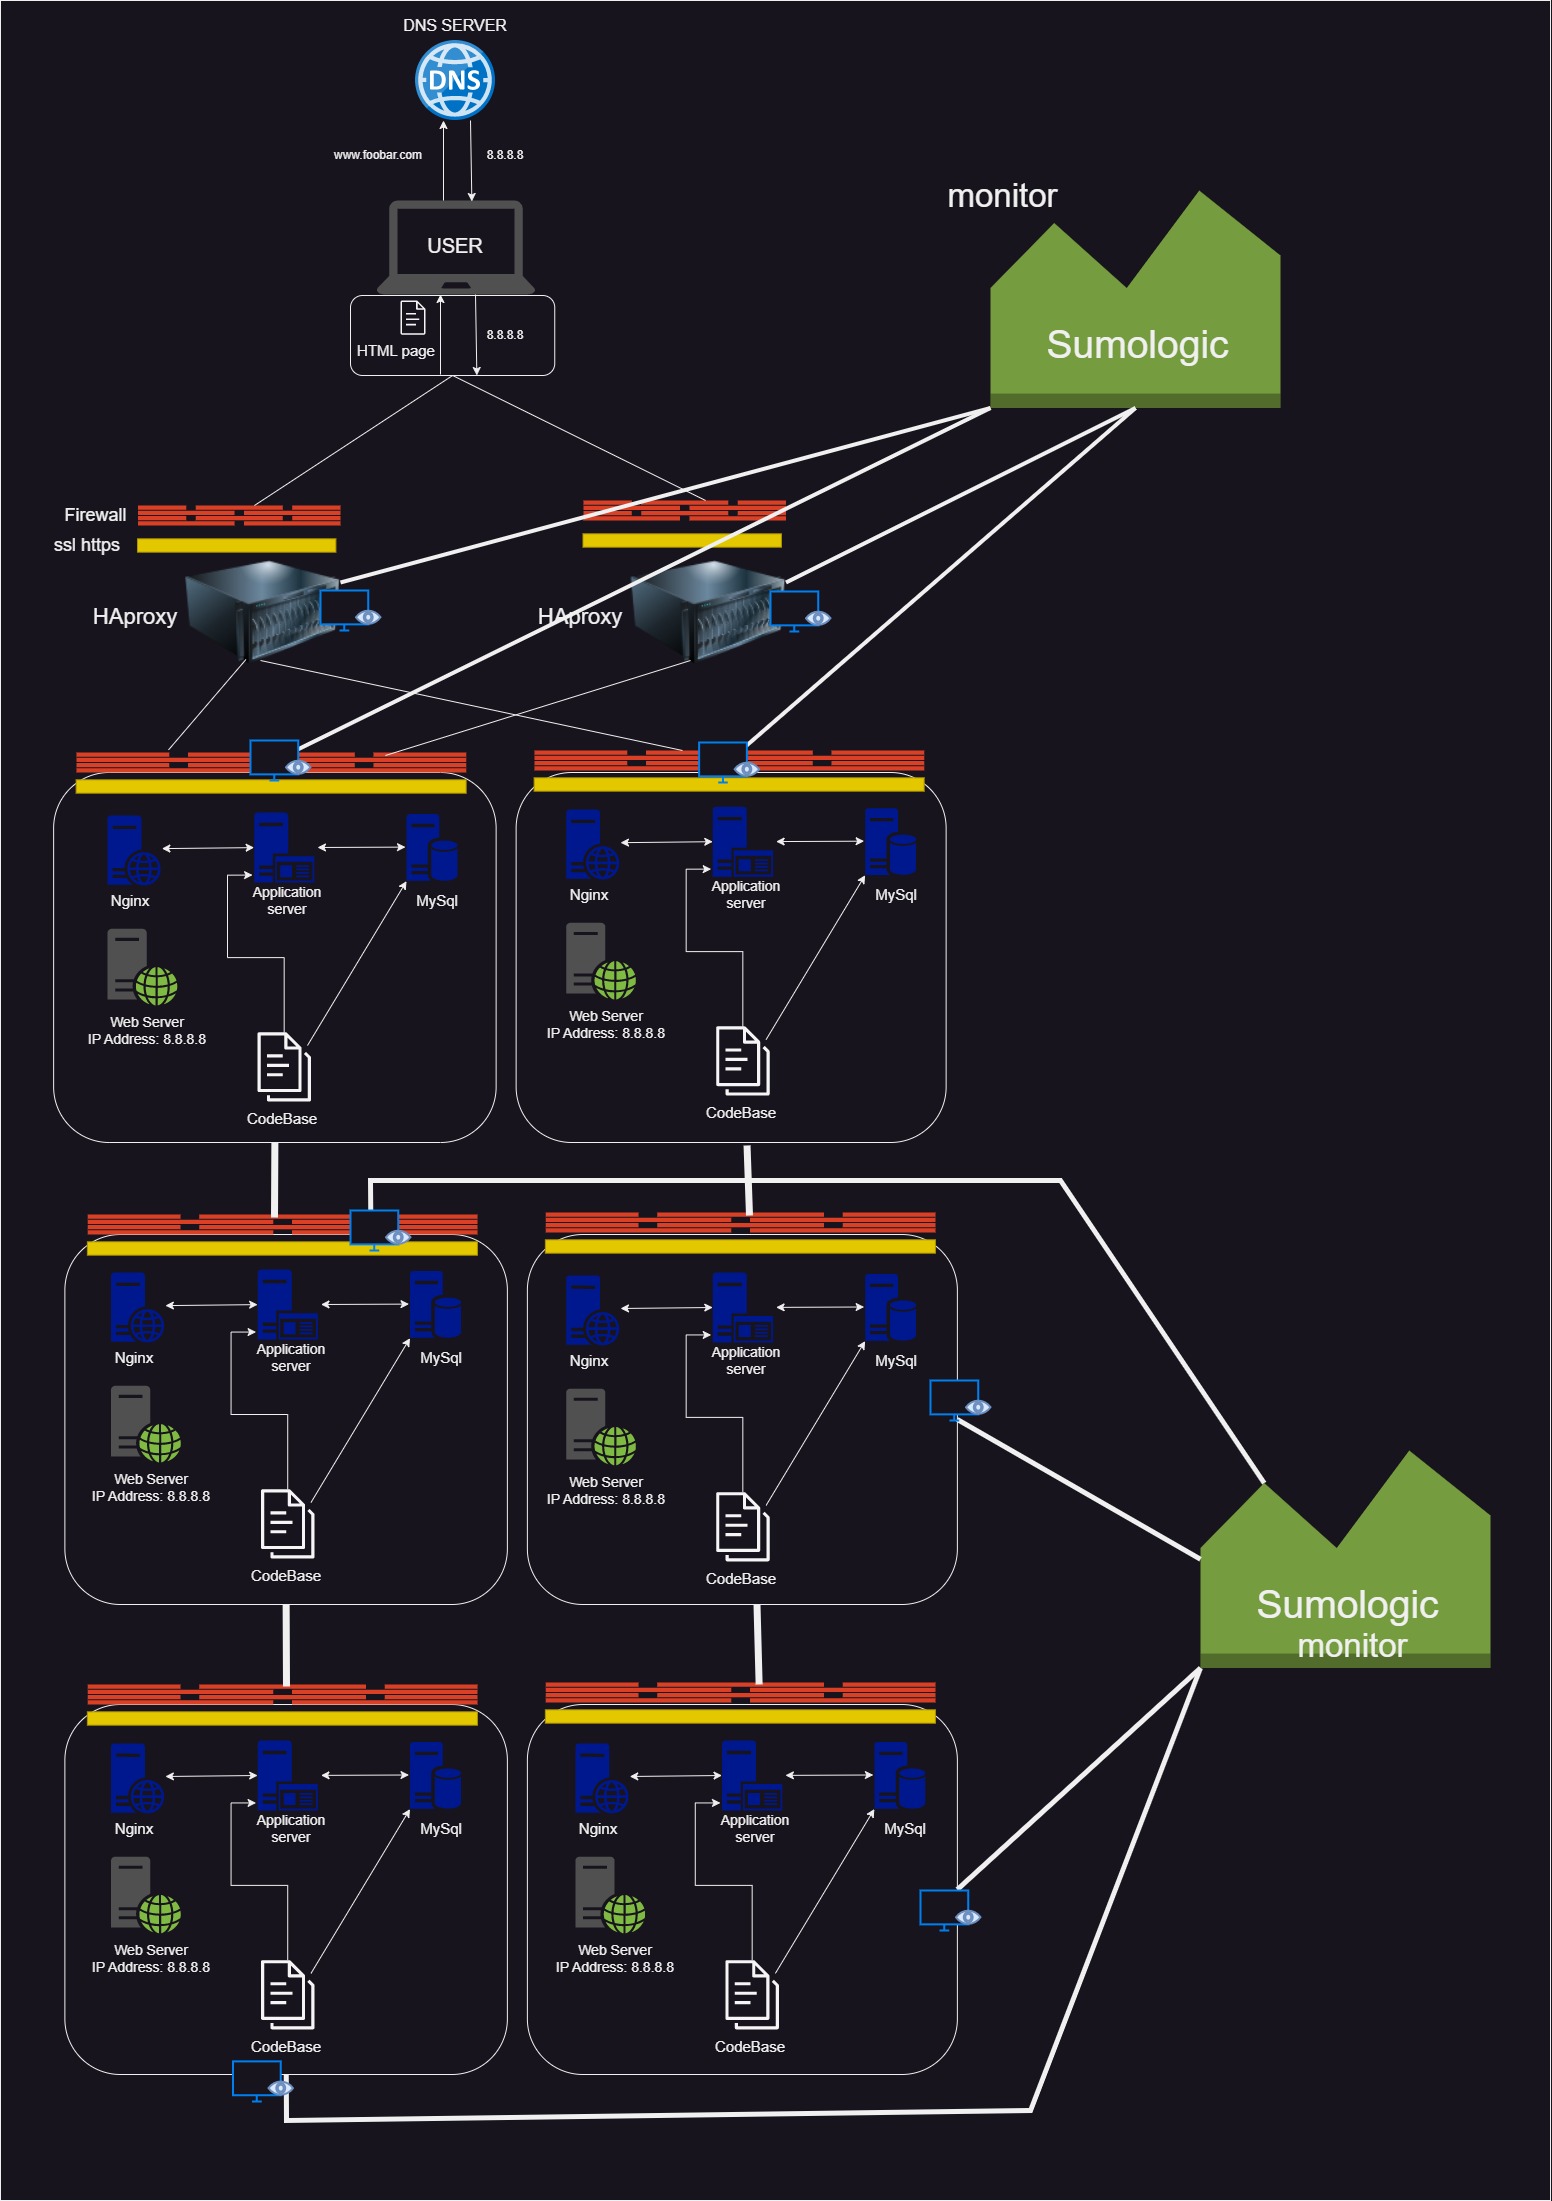 DNS SERVER
DNS
www.foobar.com
8.8.8.8
USER
HTML page
8.8.8.8
monitor
Sumologic
Firewall
ssl https
HAproxy
HAproxy
Nginx
Application
server
MySql
Web Server
IP Address: 8.8.8.8
CodeBase
Nginx
Application
server
MySql
Web Server
IP Address: 8.8.8.8
CodeBase
Nginx
Application
server
MySql
Web Server
IP Address: 8.8.8.8
CodeBase
Nginx
Application
server
MySql
Web Server
IP Address: 8.8.8.8
CodeBase
Sumologic
monitor
Nginx
Application
server
MySql
Web Server
IP Address: 8.8.8.8
CodeBase
Nginx
Application
server
MySql
Web Server
IP Address: 8.8.8.8
CodeBase